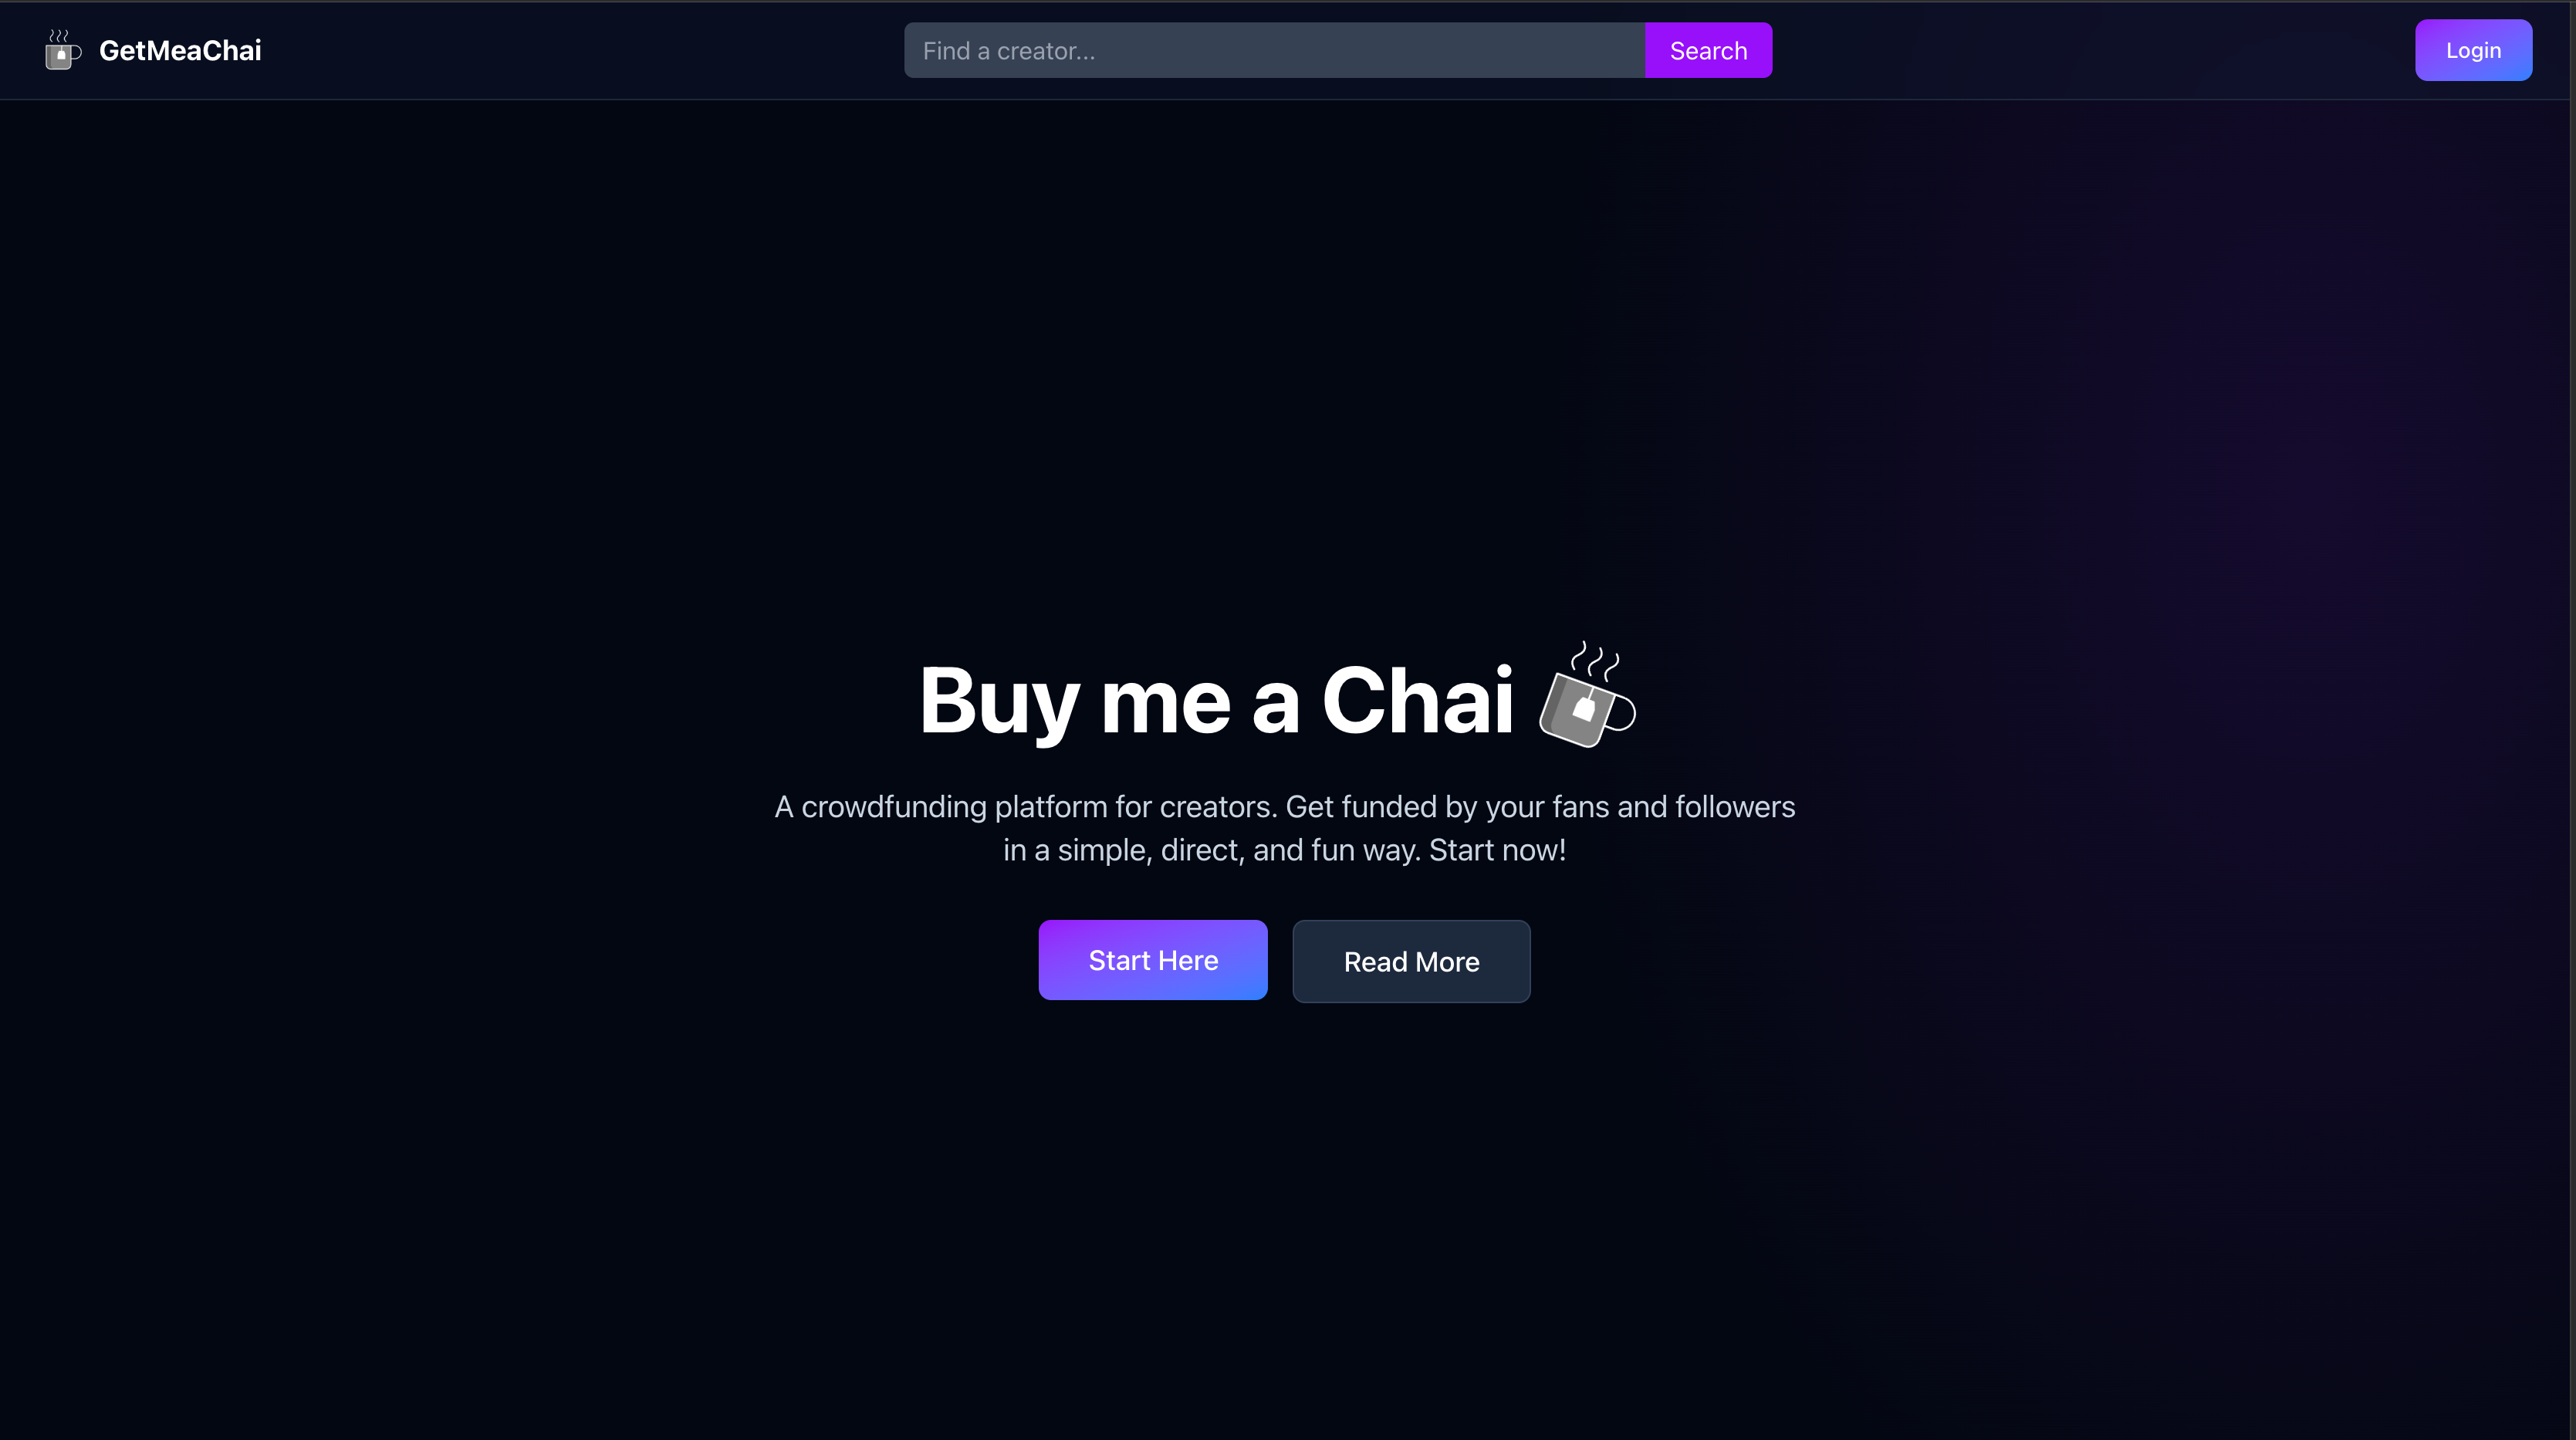 GetMeaChai
Find a creator...
Search
Login
Buy me a Chai
A crowdfunding platform for creators. Get funded by your fans and followers
in a simple, direct, and fun way. Start now!
Start Here
Read More